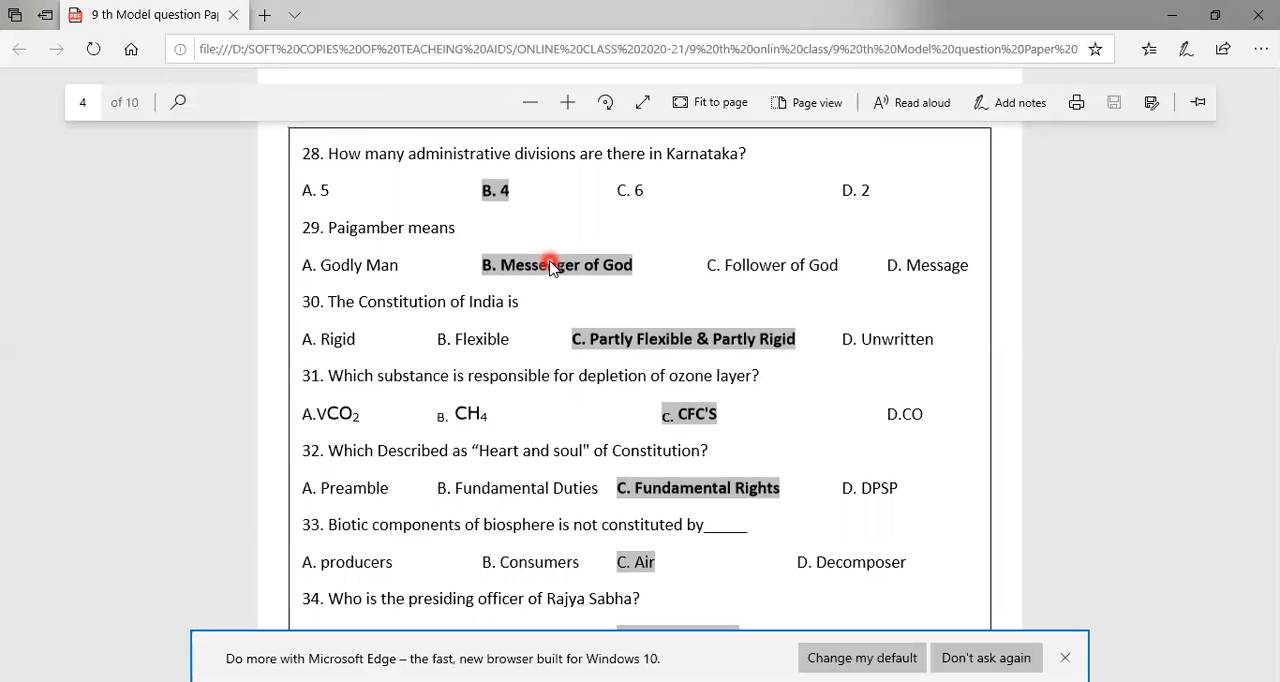 9 th Model question Pa
file:///D:/SOFT%20COPIES%20OF%20TEACHEING%20AIDS/ONLINE%20CLASS%202020-21/9%20th%20onlin%20class/9%20th%20Model%20question%20Paper%20
4 of 10 Fit to page Page view Read aloud Add notes
28. How many administrative divisions are there in Karnataka?
A. 5 B. 4 C. 6 D. 2
29. Paigamber means
A. Godly Man B. Messenger of God C. Follower of God D. Message
30. The Constitution of India is
A. Rigid B. Flexible C. Partly Flexible & Partly Rigid D. Unwritten
31. Which substance is responsible for depletion of ozone layer?
A.VCO₂ B. CH₄ C. CFC'S D.CO
32. Which Described as “Heart and soul" of Constitution?
A. Preamble B. Fundamental Duties C. Fundamental Rights D. DPSP
33. Biotic components of biosphere is not constituted by_____
A. producers B. Consumers C. Air D. Decomposer
34. Who is the presiding officer of Rajya Sabha?
Do more with Microsoft Edge – the fast, new browser built for Windows 10. Change my default Don't ask again